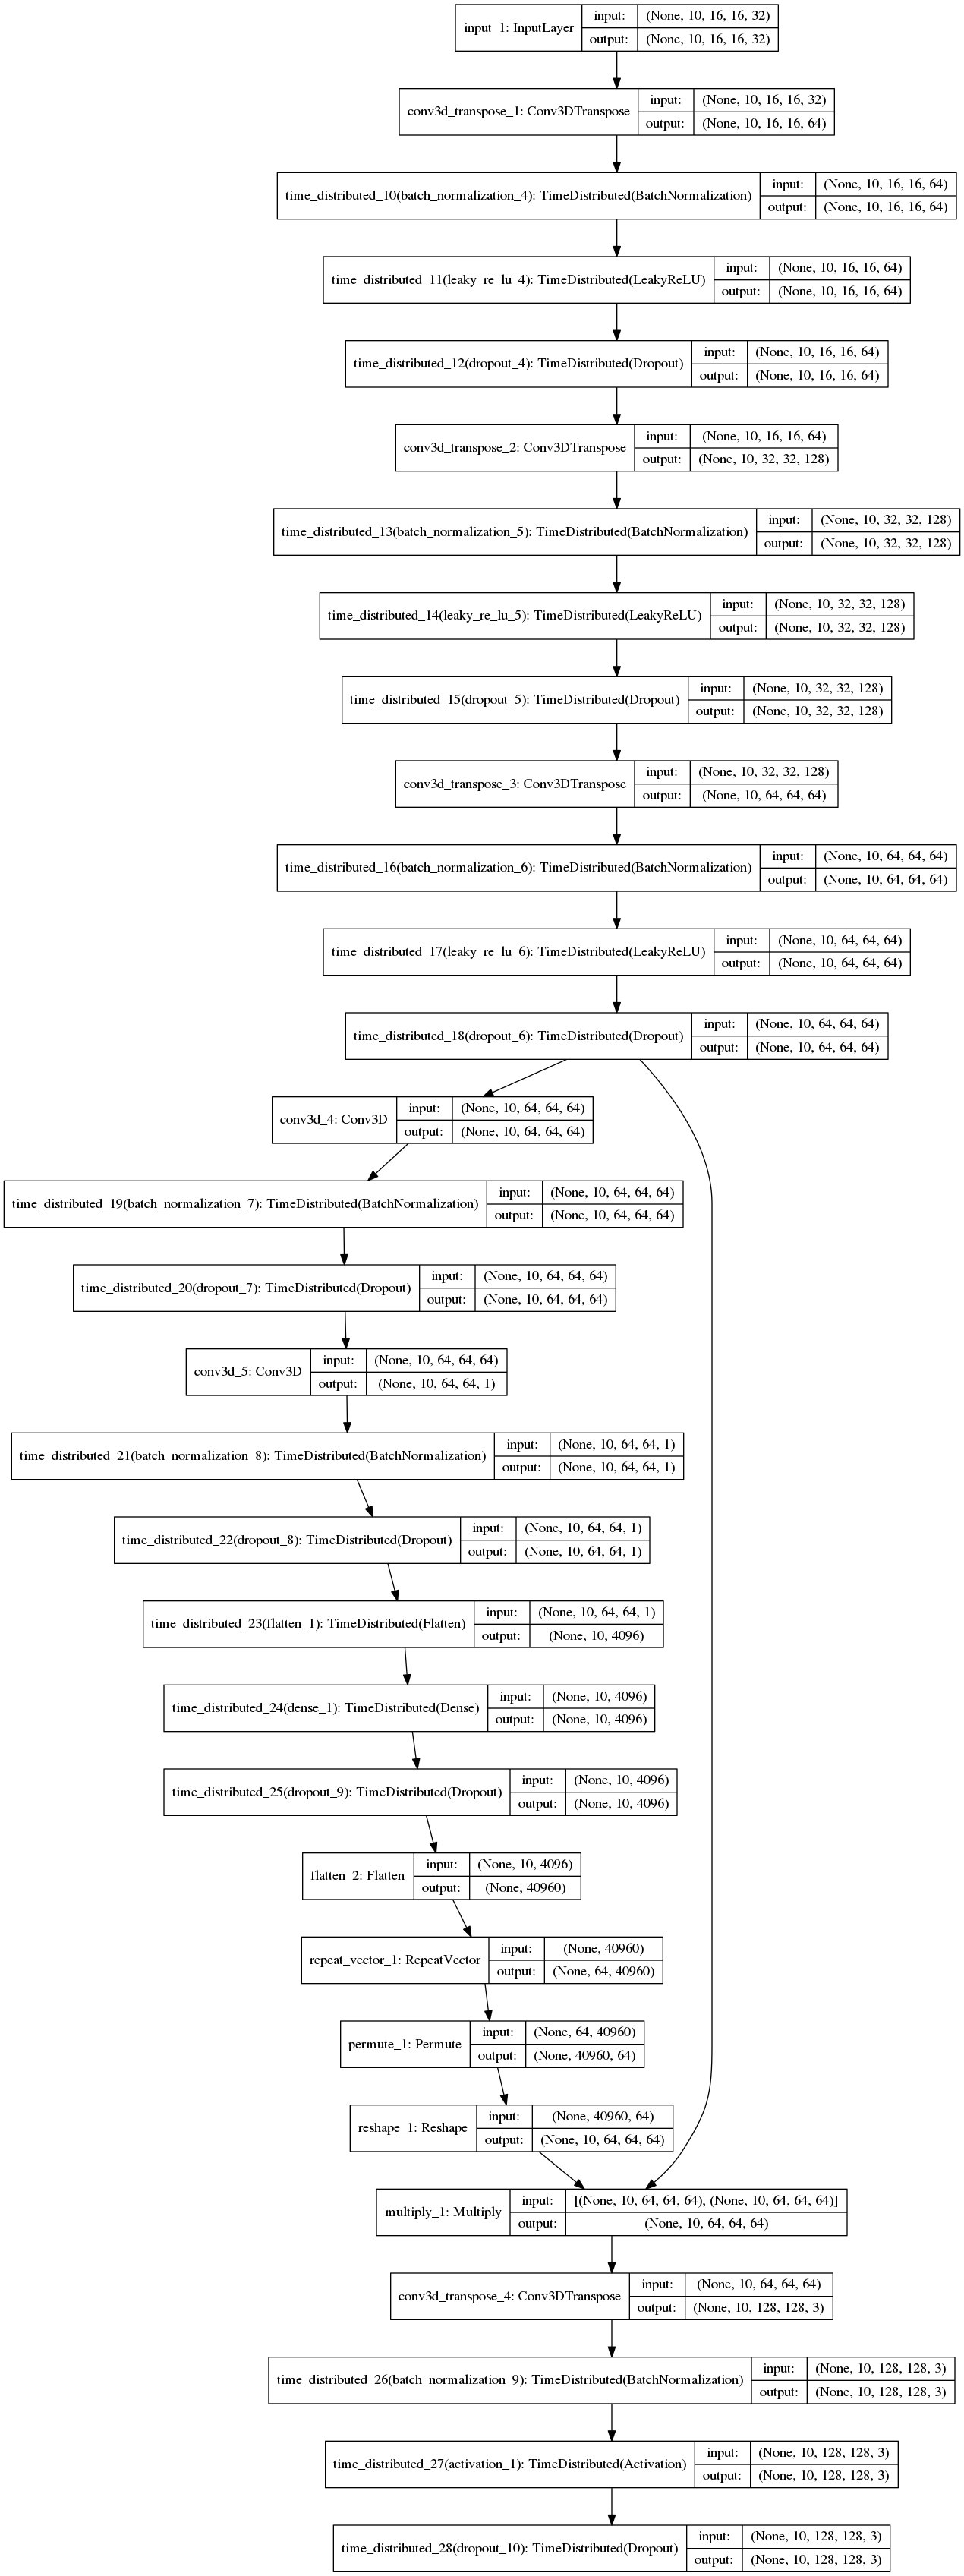 input_1: InputLayer
input: (None, 10, 16, 16, 32)
output: (None, 10, 16, 16, 32)
conv3d_transpose_1: Conv3DTranspose
input: (None, 10, 16, 16, 32)
output: (None, 10, 16, 16, 64)
time_distributed_10(batch_normalization_4): TimeDistributed(BatchNormalization)
input: (None, 10, 16, 16, 64)
output: (None, 10, 16, 16, 64)
time_distributed_11(leaky_re_lu_4): TimeDistributed(LeakyReLU)
input: (None, 10, 16, 16, 64)
output: (None, 10, 16, 16, 64)
time_distributed_12(dropout_4): TimeDistributed(Dropout)
input: (None, 10, 16, 16, 64)
output: (None, 10, 16, 16, 64)
conv3d_transpose_2: Conv3DTranspose
input: (None, 10, 16, 16, 64)
output: (None, 10, 32, 32, 128)
time_distributed_13(batch_normalization_5): TimeDistributed(BatchNormalization)
input: (None, 10, 32, 32, 128)
output: (None, 10, 32, 32, 128)
time_distributed_14(leaky_re_lu_5): TimeDistributed(LeakyReLU)
input: (None, 10, 32, 32, 128)
output: (None, 10, 32, 32, 128)
time_distributed_15(dropout_5): TimeDistributed(Dropout)
input: (None, 10, 32, 32, 128)
output: (None, 10, 32, 32, 128)
conv3d_transpose_3: Conv3DTranspose
input: (None, 10, 32, 32, 128)
output: (None, 10, 64, 64, 64)
time_distributed_16(batch_normalization_6): TimeDistributed(BatchNormalization)
input: (None, 10, 64, 64, 64)
output: (None, 10, 64, 64, 64)
time_distributed_17(leaky_re_lu_6): TimeDistributed(LeakyReLU)
input: (None, 10, 64, 64, 64)
output: (None, 10, 64, 64, 64)
time_distributed_18(dropout_6): TimeDistributed(Dropout)
input: (None, 10, 64, 64, 64)
output: (None, 10, 64, 64, 64)
conv3d_4: Conv3D
input: (None, 10, 64, 64, 64)
output: (None, 10, 64, 64, 64)
time_distributed_19(batch_normalization_7): TimeDistributed(BatchNormalization)
input: (None, 10, 64, 64, 64)
output: (None, 10, 64, 64, 64)
time_distributed_20(dropout_7): TimeDistributed(Dropout)
input: (None, 10, 64, 64, 64)
output: (None, 10, 64, 64, 64)
conv3d_5: Conv3D
input: (None, 10, 64, 64, 64)
output: (None, 10, 64, 64, 1)
time_distributed_21(batch_normalization_8): TimeDistributed(BatchNormalization)
input: (None, 10, 64, 64, 1)
output: (None, 10, 64, 64, 1)
time_distributed_22(dropout_8): TimeDistributed(Dropout)
input: (None, 10, 64, 64, 1)
output: (None, 10, 64, 64, 1)
time_distributed_23(flatten_1): TimeDistributed(Flatten)
input: (None, 10, 64, 64, 1)
output: (None, 10, 4096)
time_distributed_24(dense_1): TimeDistributed(Dense)
input: (None, 10, 4096)
output: (None, 10, 4096)
time_distributed_25(dropout_9): TimeDistributed(Dropout)
input: (None, 10, 4096)
output: (None, 10, 4096)
flatten_2: Flatten
input: (None, 10, 4096)
output: (None, 40960)
repeat_vector_1: RepeatVector
input: (None, 40960)
output: (None, 64, 40960)
permute_1: Permute
input: (None, 64, 40960)
output: (None, 40960, 64)
reshape_1: Reshape
input: (None, 40960, 64)
output: (None, 10, 64, 64, 64)
multiply_1: Multiply
input: [(None, 10, 64, 64, 64), (None, 10, 64, 64, 64)]
output: (None, 10, 64, 64, 64)
conv3d_transpose_4: Conv3DTranspose
input: (None, 10, 64, 64, 64)
output: (None, 10, 128, 128, 3)
time_distributed_26(batch_normalization_9): TimeDistributed(BatchNormalization)
input: (None, 10, 128, 128, 3)
output: (None, 10, 128, 128, 3)
time_distributed_27(activation_1): TimeDistributed(Activation)
input: (None, 10, 128, 128, 3)
output: (None, 10, 128, 128, 3)
time_distributed_28(dropout_10): TimeDistributed(Dropout)
input: (None, 10, 128, 128, 3)
output: (None, 10, 128, 128, 3)